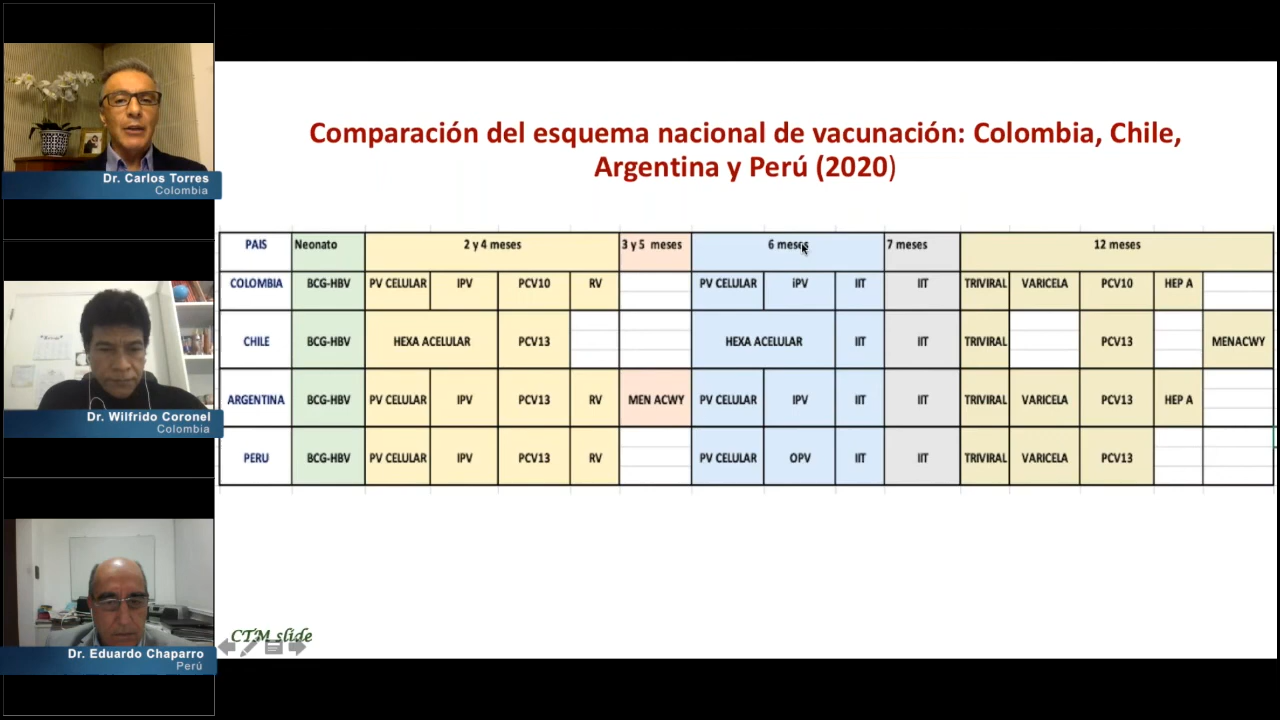 Dr. Carlos Torres
Colombia
Dr. Wilfrido Coronel
Colombia
Dr. Eduardo Chaparro
Perú
Comparación del esquema nacional de vacunación: Colombia, Chile,
Argentina y Perú (2020)
PAIS Neonato 2 y 4 meses 3 y 5 meses 6 meses 7 meses 12 meses
COLOMBIA BCG-HBV PV CELULAR IPV PCV10 RV PV CELULAR iPV IIT IIT TRIVIRAL VARICELA PCV10 HEP A
CHILE BCG-HBV HEXA ACELULAR PCV13 HEXA ACELULAR IIT IIT TRIVIRAL PCV13 MENACWY
ARGENTINA BCG-HBV PV CELULAR IPV PCV13 RV MEN ACWY PV CELULAR IPV IIT IIT TRIVIRAL VARICELA PCV13 HEP A
PERU BCG-HBV PV CELULAR IPV PCV13 RV PV CELULAR OPV IIT IIT TRIVIRAL VARICELA PCV13
CTM slide